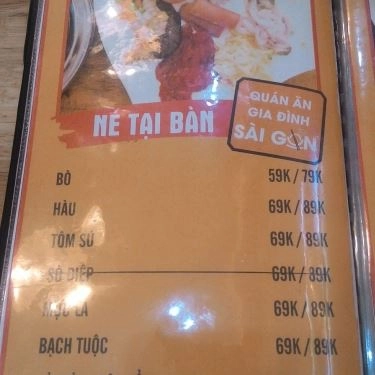 NÉ TẠI BÀN
QUÁN ĂN
GIA ĐÌNH
SÀI GÒN
BÒ 59K / 79K
HÀU 69K / 89K
TÔM SÚ 69K / 89K
SÒ ĐIỆP 69K / 89K
MỰC LÁ 69K / 89K
BẠCH TUỘC 69K / 89K